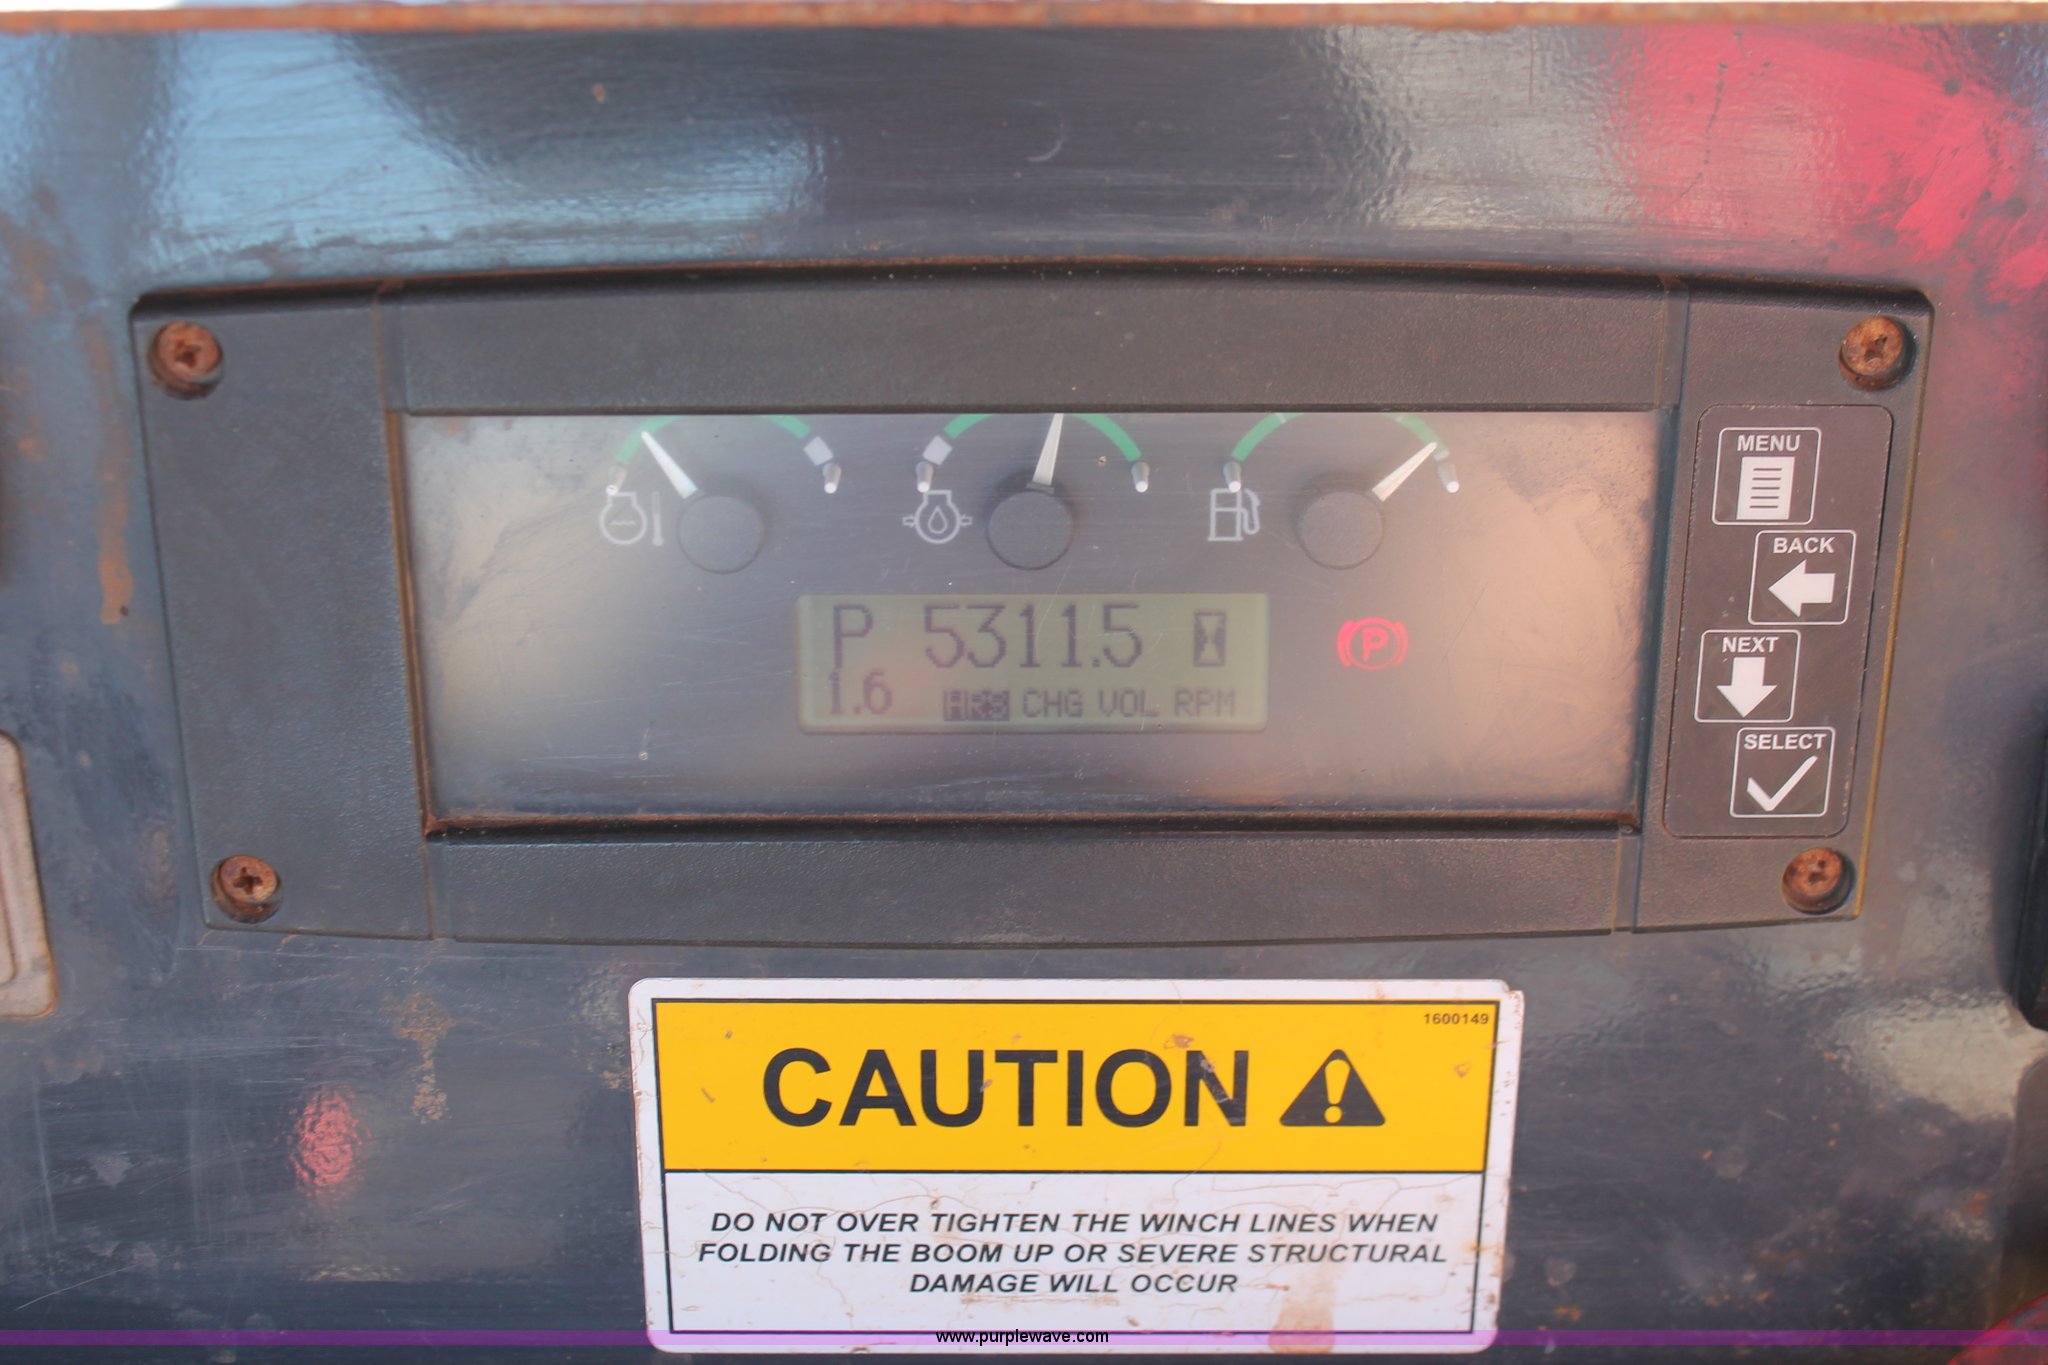 MENU
BACK
NEXT
SELECT
P 5311.5
1.6 HRS CHG VOL RPM
P
1600149
CAUTION
DO NOT OVER TIGHTEN THE WINCH LINES WHEN
FOLDING THE BOOM UP OR SEVERE STRUCTURAL
DAMAGE WILL OCCUR
www.purplewave.com